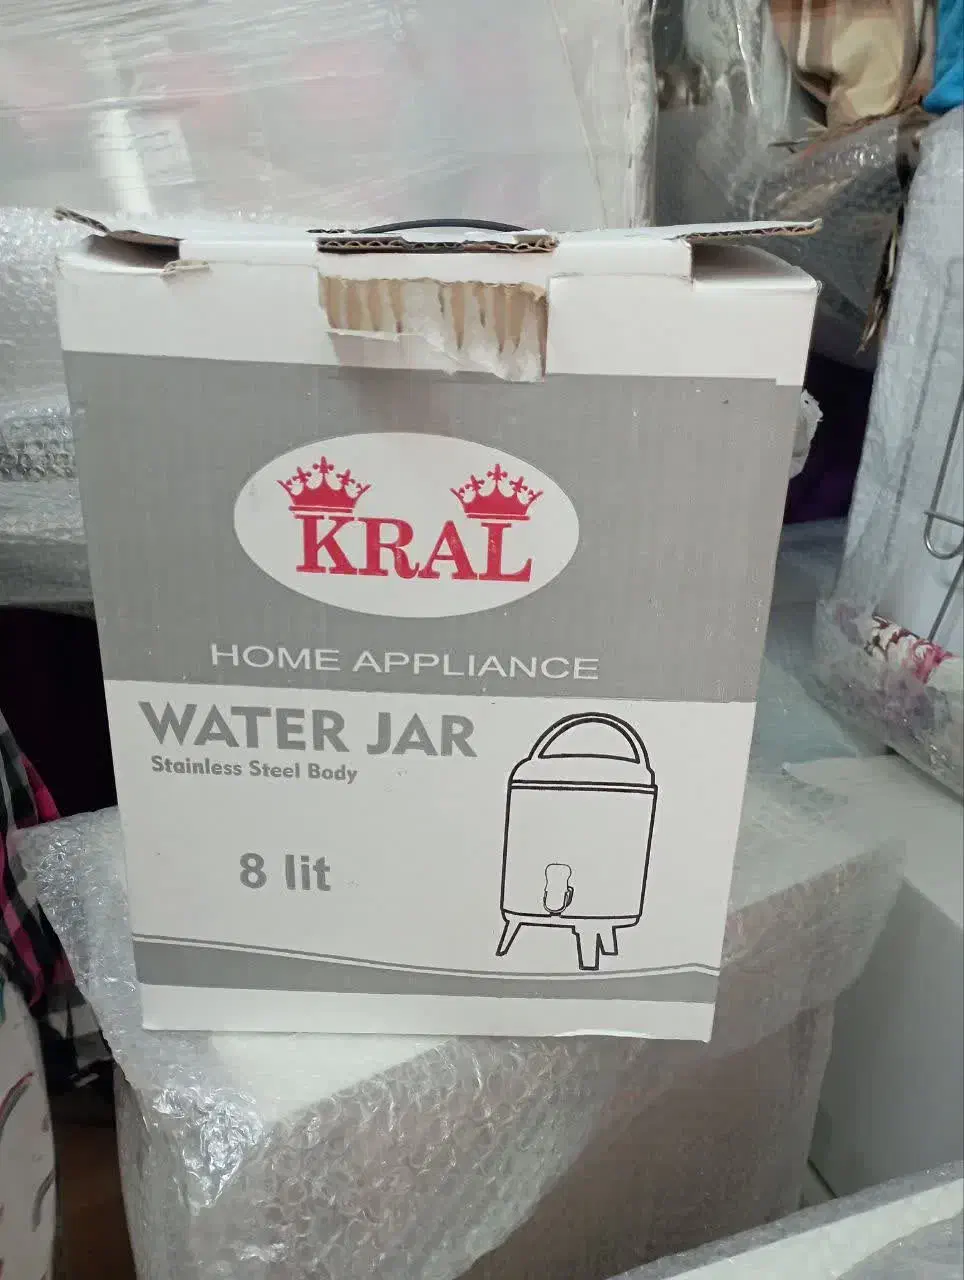 KRAL
HOME APPLIANCE
WATER JAR
Stainless Steel Body
8 lit